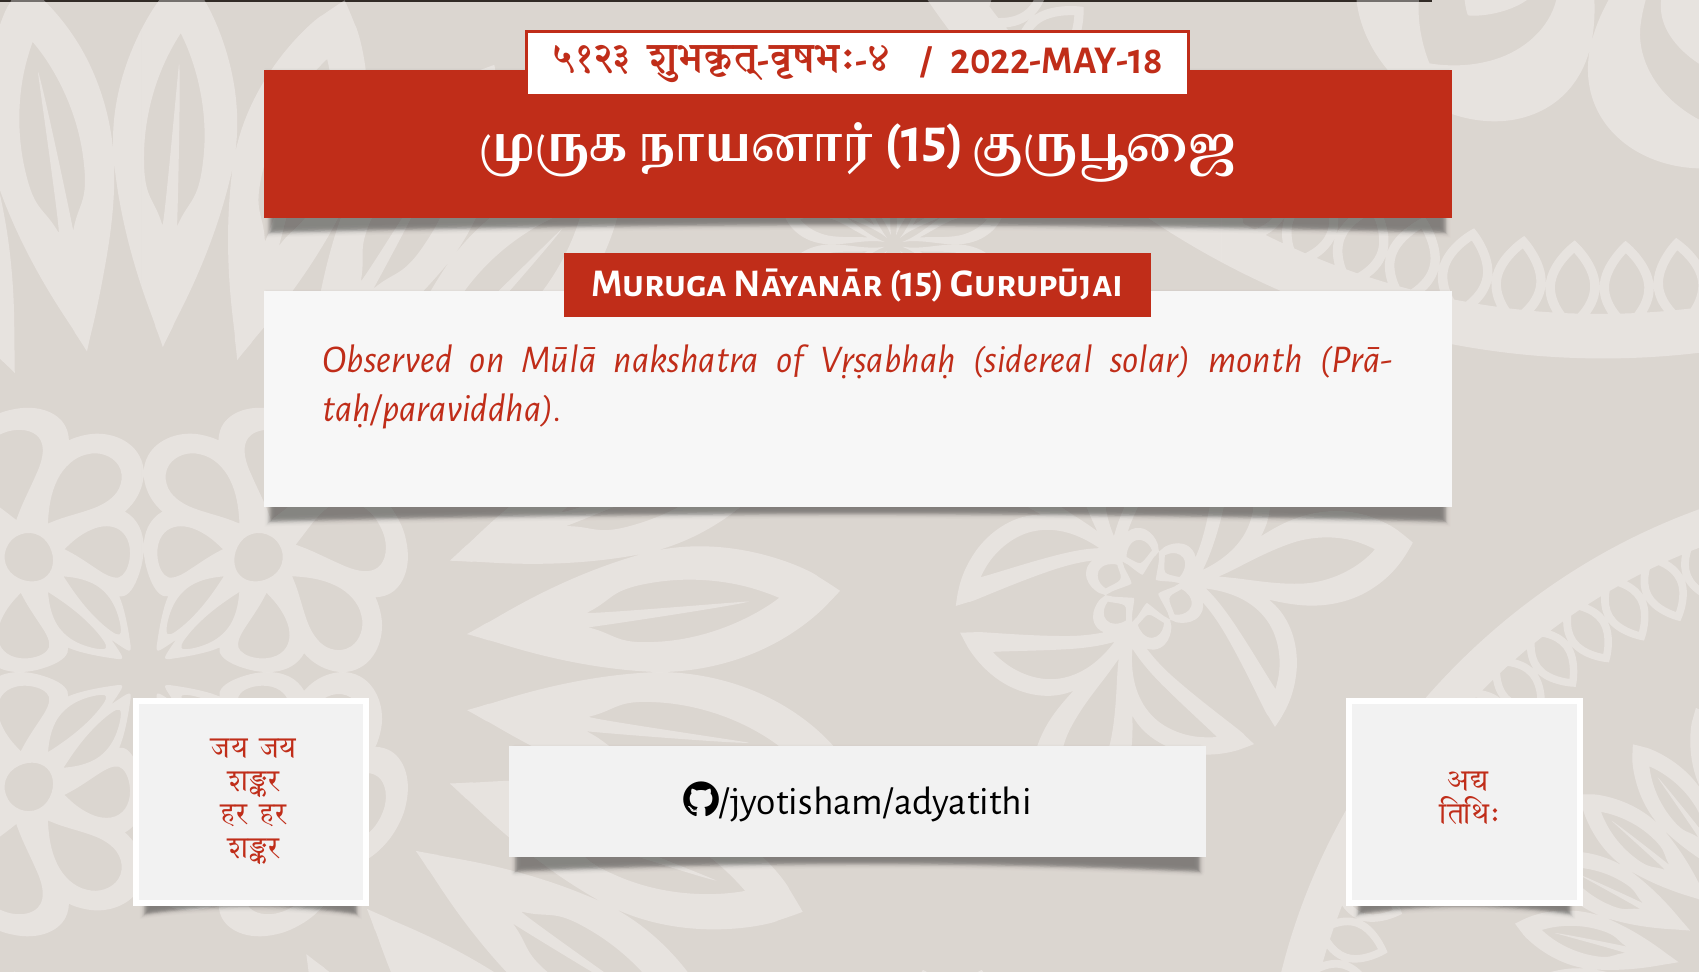 ५१२३ शुभकृत्-वृषभः-४ / 2022-MAY-18
முருக நாயனார் (15) குருபூஜை
Muruga Nāyanār (15) Gurupūjai
Observed on Mūlā nakshatra of Vṛṣabhaḥ (sidereal solar) month (Prā-
taḥ/paraviddha).
जय जय
शङ्कर
हर हर
शङ्कर
/jyotisham/adyatithi
अद्य
तिथिः